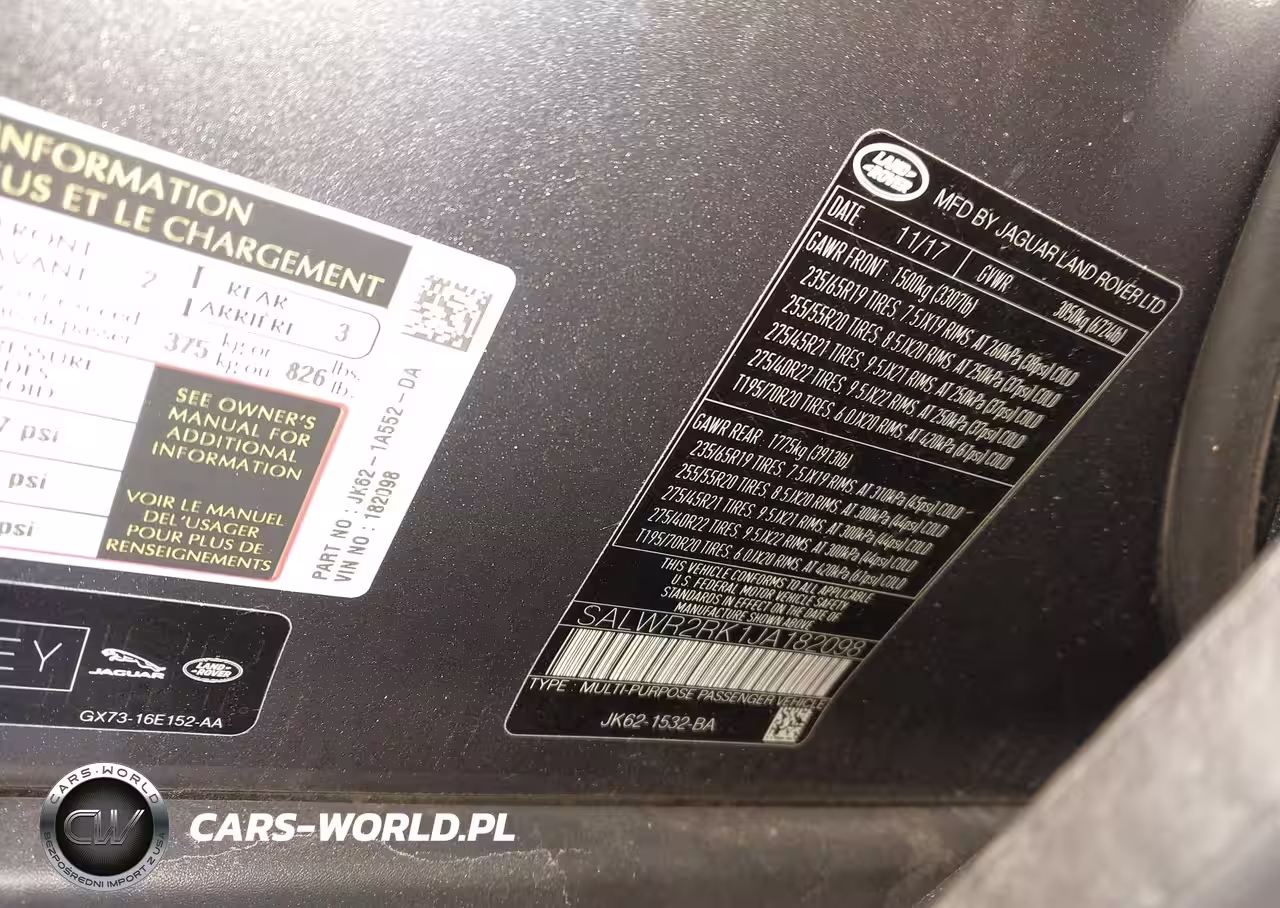 INFORMATION
US ET LE CHARGEMENT
FRONT
AVANT 2
REAR
ARRIÈRE 3
375 kg or kg ou 826 lbs. lb.
7 psi
psi
psi
SEE OWNER'S
MANUAL FOR
ADDITIONAL
INFORMATION
VOIR LE MANUEL
DEL'USAGER
POUR PLUS DE
RENSEIGNEMENTS
PART NO : JK62-1A552-DA
VIN NO : 182098
EY
JAGUAR
LAND ROVER
GX73-16E152-AA
LAND
ROVER
MFD BY JAGUAR LAND ROVER LTD
DATE 11/17 GVWR 3050kg (6724lb)
GAWR FRONT 1500kg (3307lb)
235/65R19 TIRES, 7.5JX19 RIMS, AT 260kPa (38psi) COLD
255/55R20 TIRES, 8.5JX20 RIMS, AT 250kPa (37psi) COLD
275/45R21 TIRES, 9.5JX21 RIMS, AT 250kPa (37psi) COLD
275/40R22 TIRES, 9.5JX22 RIMS, AT 250kPa (37psi) COLD
T195/70R20 TIRES, 6.0JX20 RIMS, AT 420kPa (61psi) COLD
GAWR REAR 1775kg (3913lb)
235/65R19 TIRES, 7.5JX19 RIMS, AT 310kPa (45psi) COLD
255/55R20 TIRES, 8.5JX20 RIMS, AT 300kPa (44psi) COLD
275/45R21 TIRES, 9.5JX21 RIMS, AT 300kPa (44psi) COLD
275/40R22 TIRES, 9.5JX22 RIMS, AT 300kPa (44psi) COLD
T195/70R20 TIRES, 6.0JX20 RIMS, AT 420kPa (61psi) COLD
THIS VEHICLE CONFORMS TO ALL APPLICABLE
U.S. FEDERAL MOTOR VEHICLE SAFETY
STANDARDS IN EFFECT ON THE DATE OF
MANUFACTURE SHOWN ABOVE
SALWR2RK1JA182098
TYPE : MULTI-PURPOSE PASSENGER VEHICLE
JK62-1532-BA
CARS-WORLD
CW
BEZPOŚREDNI IMPORT Z USA
CARS-WORLD.PL